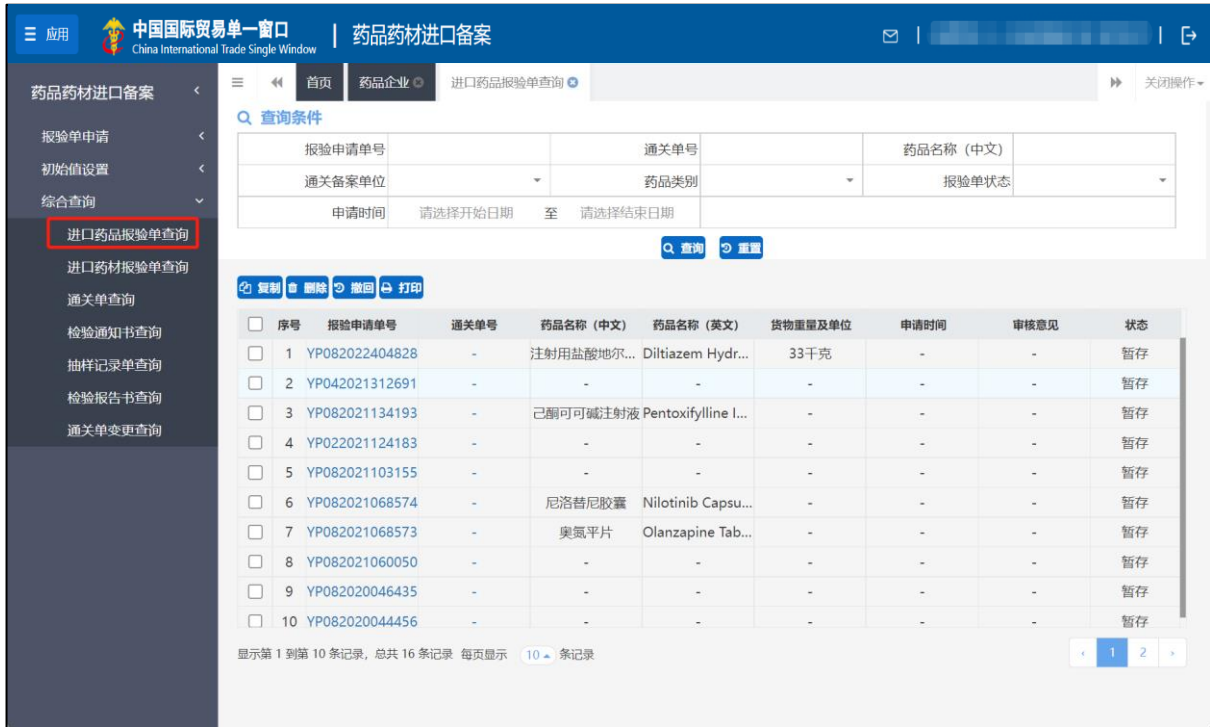 应用 中国国际贸易单一窗口 药品药材进口备案
China International Trade Single Window
药品药材进口备案
首页 药品企业 进口药品报验单查询 关闭操作
报验单申请
初始值设置
综合查询
进口药品报验单查询
进口药材报验单查询
通关单查询
检验通知书查询
抽样记录单查询
检验报告书查询
通关单变更查询
查询条件
报验申请单号 通关单号 药品名称（中文）
通关备案单位 药品类别 报验单状态
申请时间 请选择开始日期 至 请选择结束日期
查询 重置
复制 删除 撤回 打印
序号 报验申请单号 通关单号 药品名称（中文） 药品名称（英文） 货物重量及单位 申请时间 审核意见 状态
1 YP082022404828 - 注射用盐酸地尔... Diltiazem Hydr... 33千克 - - 暂存
2 YP042021312691 - - - - - - 暂存
3 YP082021134193 - 己酮可可碱注射液 Pentoxifylline I... - - - 暂存
4 YP022021124183 - - - - - - 暂存
5 YP082021103155 - - - - - - 暂存
6 YP082021068574 - 尼洛替尼胶囊 Nilotinib Capsu... - - - 暂存
7 YP082021068573 - 奥氮平片 Olanzapine Tab... - - - 暂存
8 YP082021060050 - - - - - - 暂存
9 YP082020046435 - - - - - - 暂存
10 YP082020044456 - - - - - - 暂存
显示第 1 到第 10 条记录，总共 16 条记录 每页显示 10 条记录 ‹ 1 2 ›